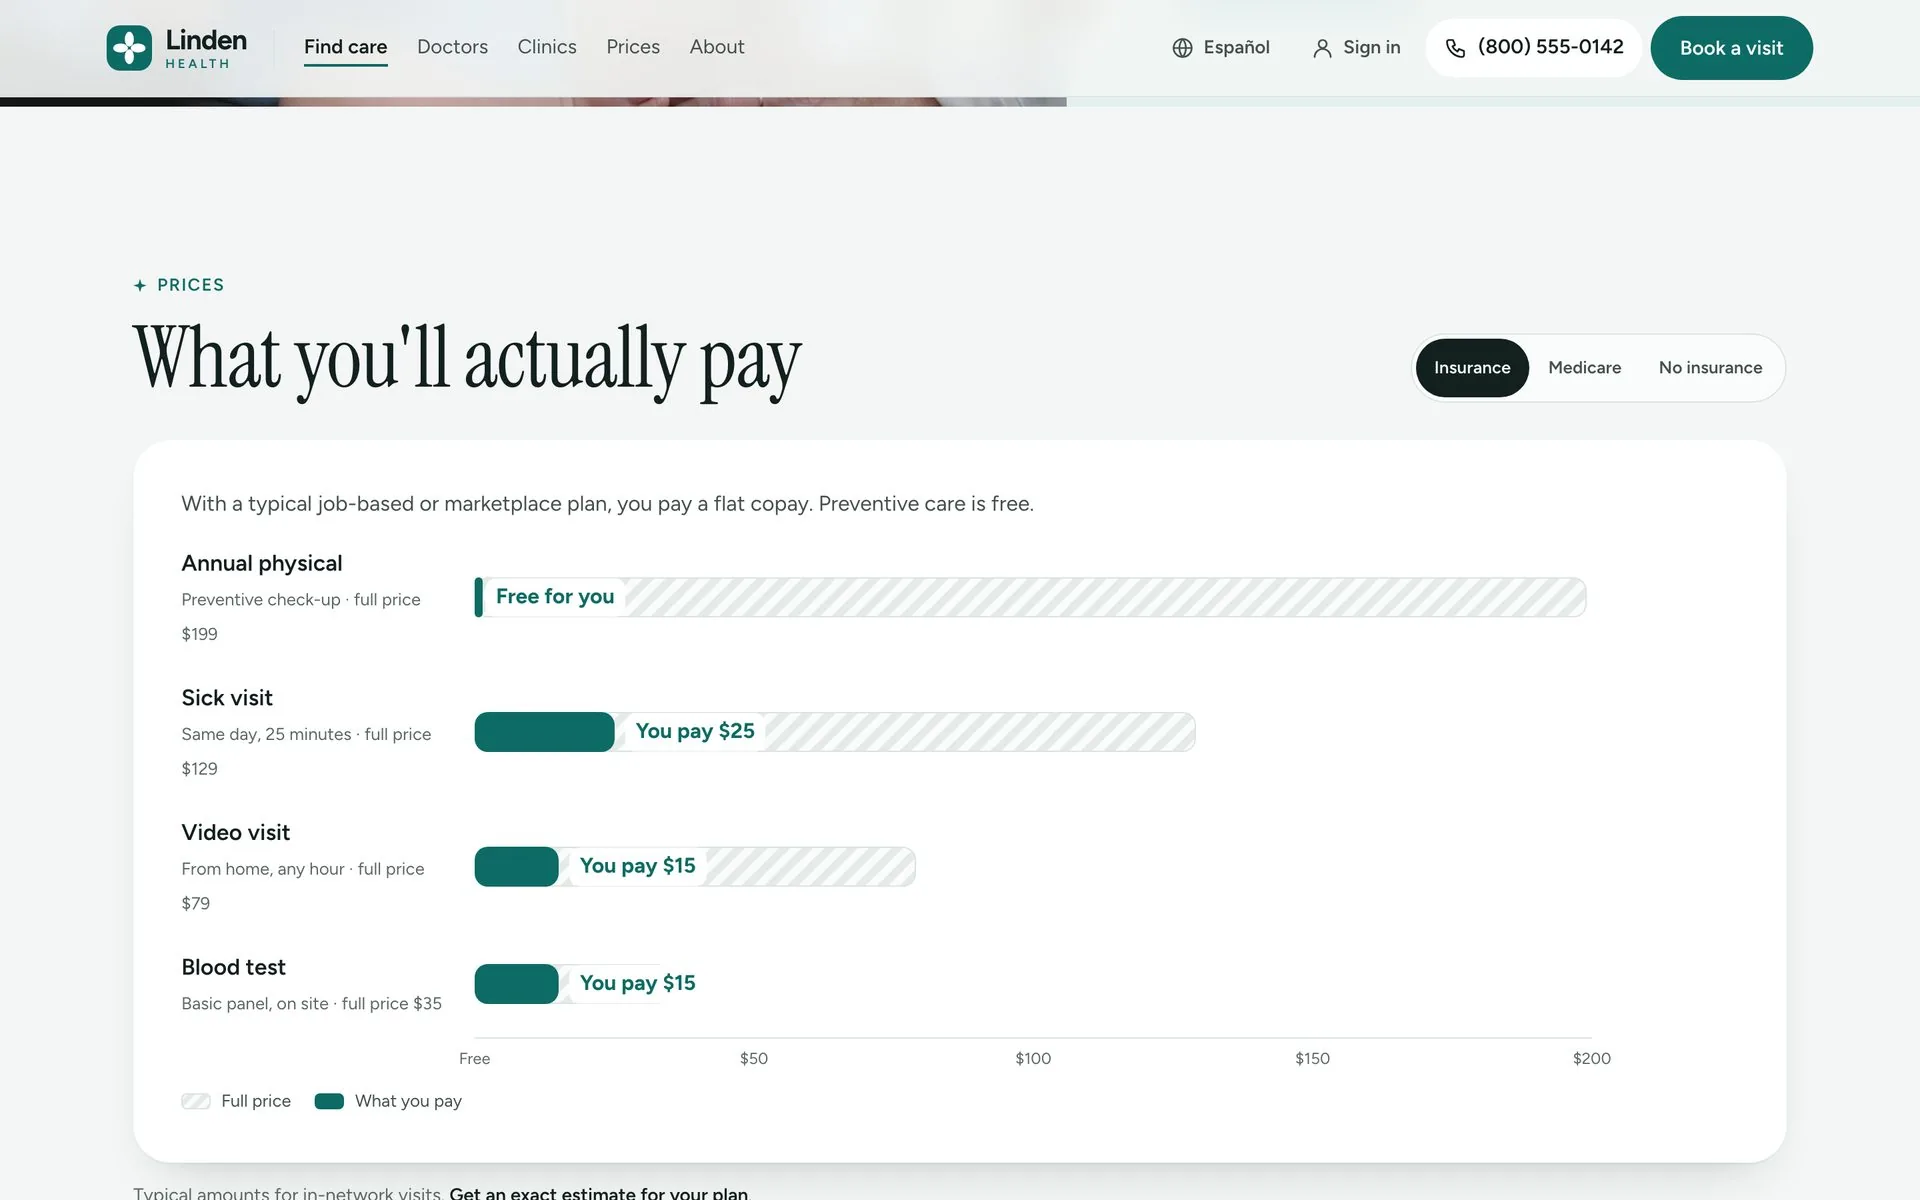 Linden
HEALTH
Find care
Doctors
Clinics
Prices
About
Español
Sign in
(800) 555-0142
Book a visit
PRICES
What you'll actually pay
Insurance
Medicare
No insurance
With a typical job-based or marketplace plan, you pay a flat copay. Preventive care is free.
Annual physical
Preventive check-up · full price
$199
Free for you
Sick visit
Same day, 25 minutes · full price
$129
You pay $25
Video visit
From home, any hour · full price
$79
You pay $15
Blood test
Basic panel, on site · full price $35
You pay $15
Free
$50
$100
$150
$200
Full price
What you pay
Typical amounts for in-network visits. Get an exact estimate for your plan.